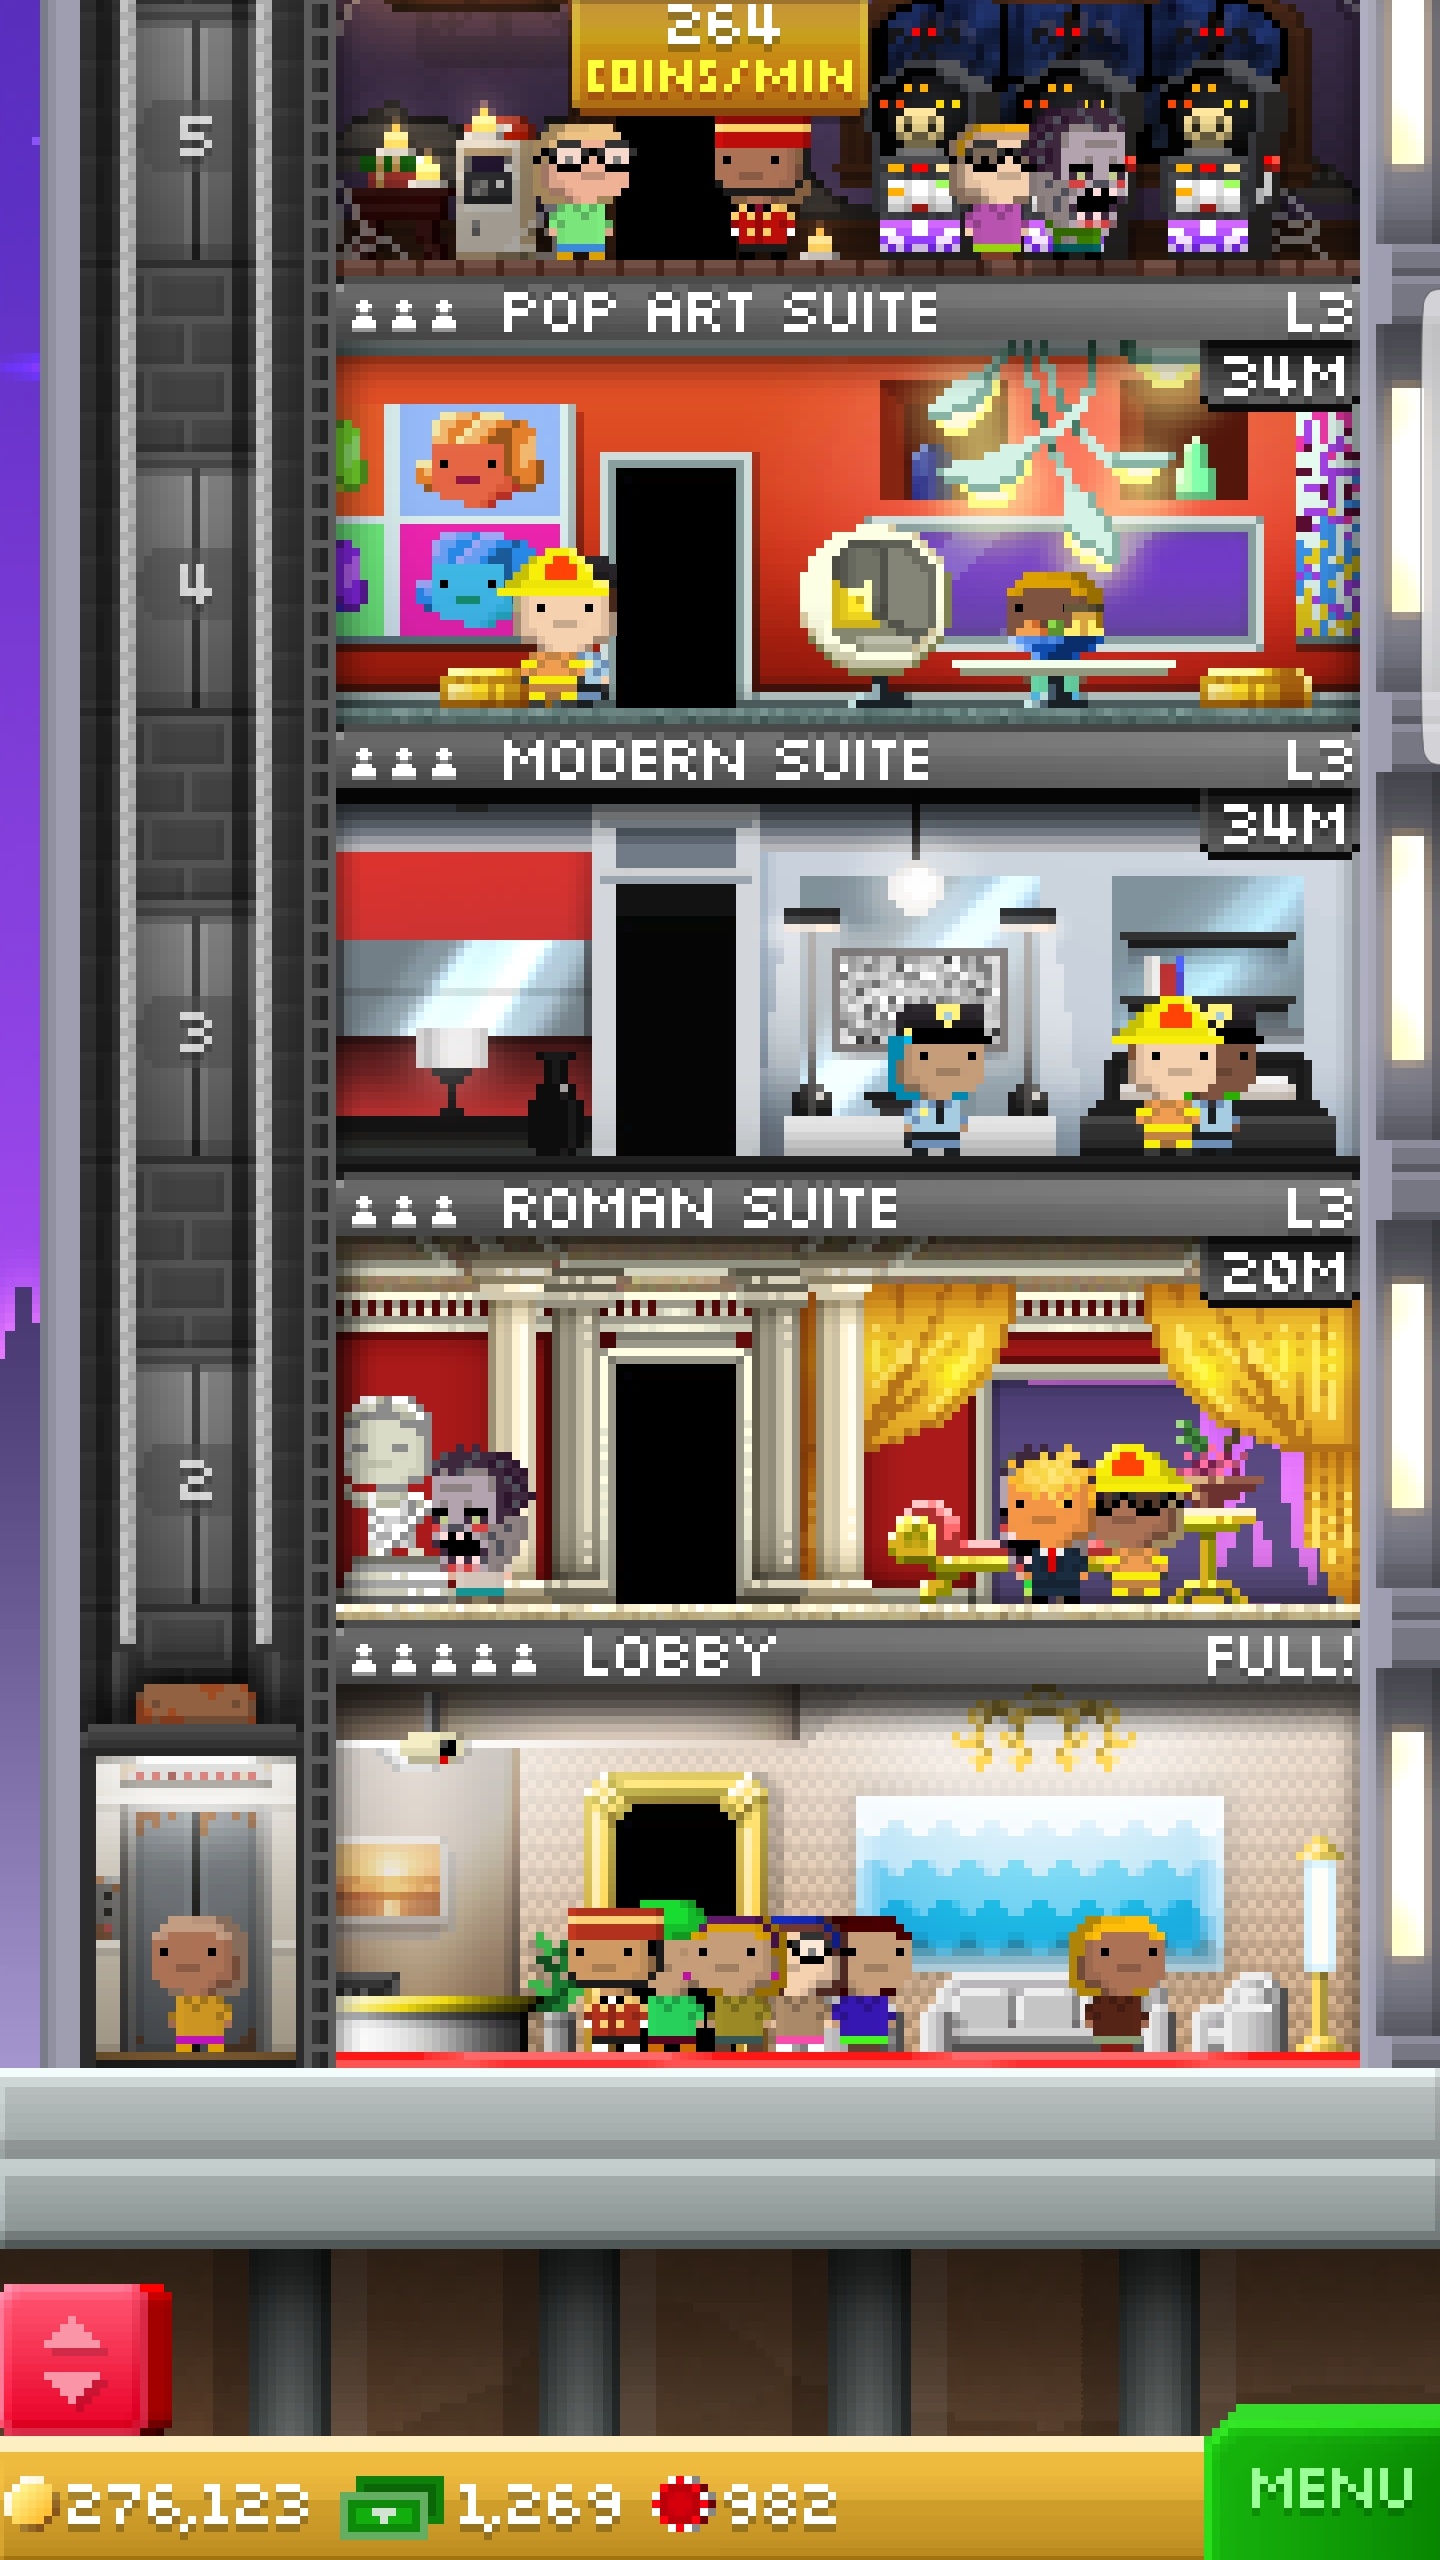 264
COINS/MIN
5
POP ART SUITE L3
34M
4
MODERN SUITE L3
34M
3
ROMAN SUITE L3
20M
2
LOBBY FULL!
276,123 1,269 982
MENU